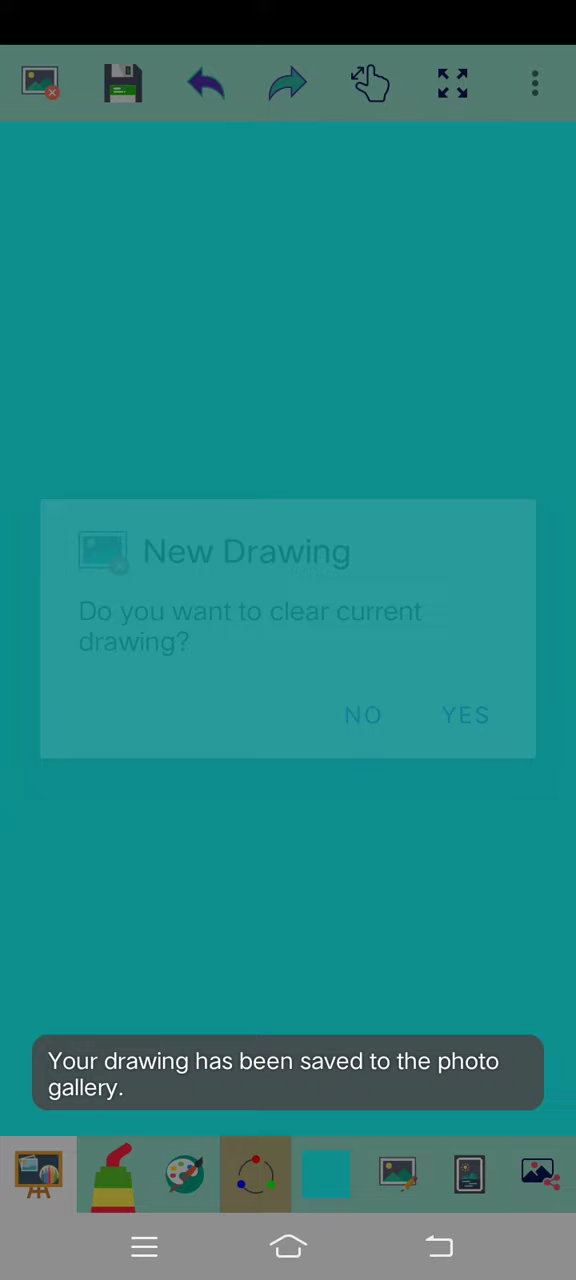 New Drawing
Do you want to clear current
drawing?
NO YES
Your drawing has been saved to the photo
gallery.